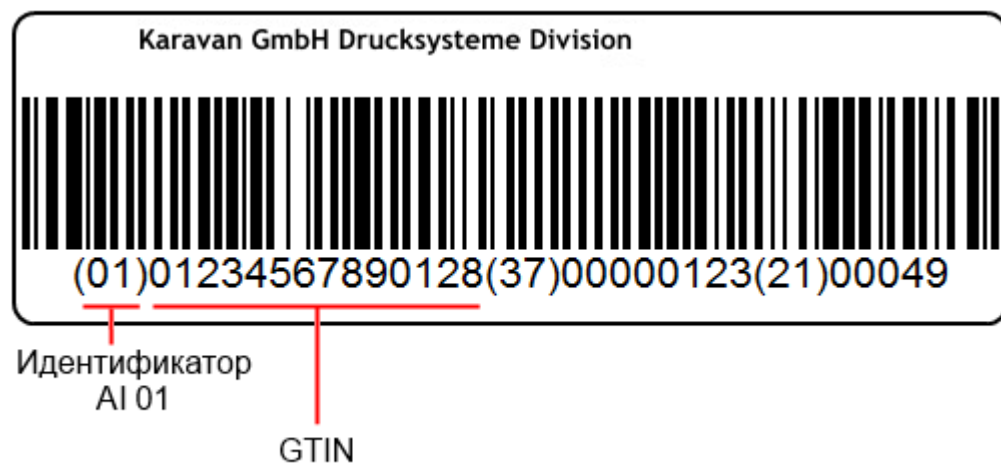 Karavan GmbH Drucksysteme Division
(01)01234567890128(37)00000123(21)00049
Идентификатор
AI 01
GTIN